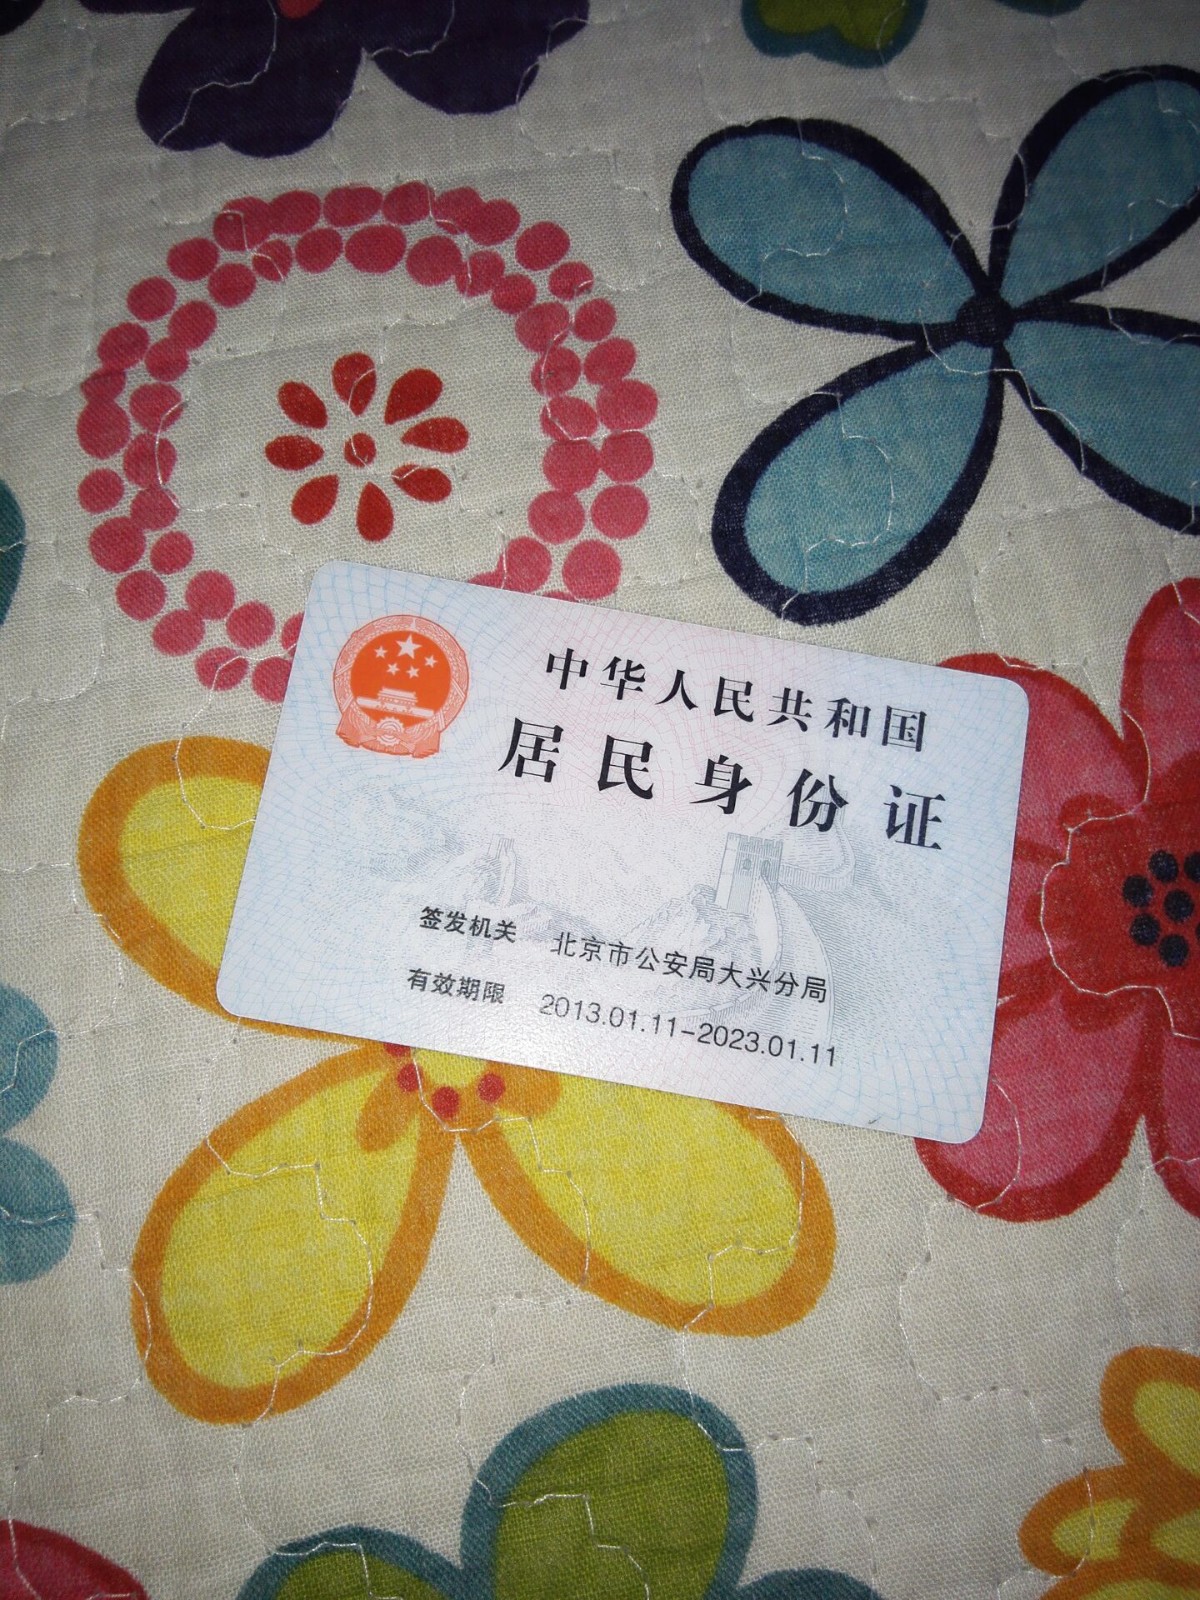 中华人民共和国
居民身份证
签发机关 北京市公安局大兴分局
有效期限 2013.01.11-2023.01.11